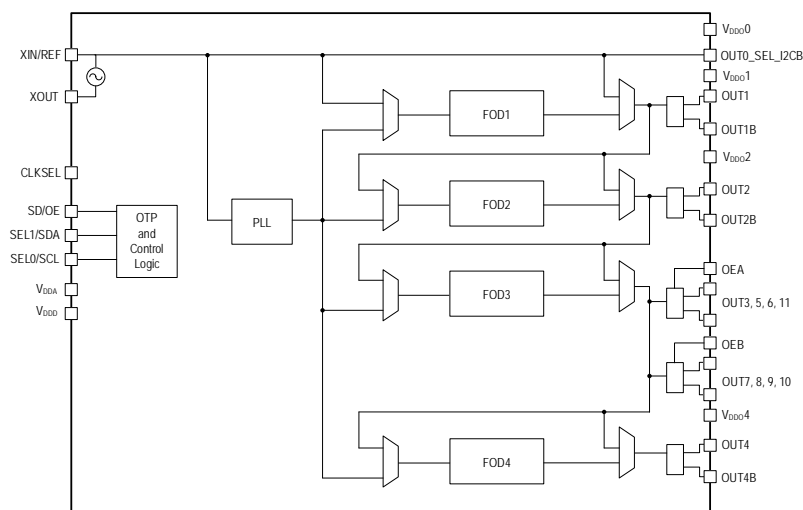 XIN/REF
XOUT
CLKSEL
SD/OE
SEL1/SDA
SEL0/SCL
VDDA
VDDD
OTP
and
Control
Logic
PLL
FOD1
FOD2
FOD3
FOD4
VDDO0
OUT0_SEL_I2CB
VDDO1
OUT1
OUT1B
VDDO2
OUT2
OUT2B
OEA
OUT3, 5, 6, 11
OEB
OUT7, 8, 9, 10
VDDO4
OUT4
OUT4B